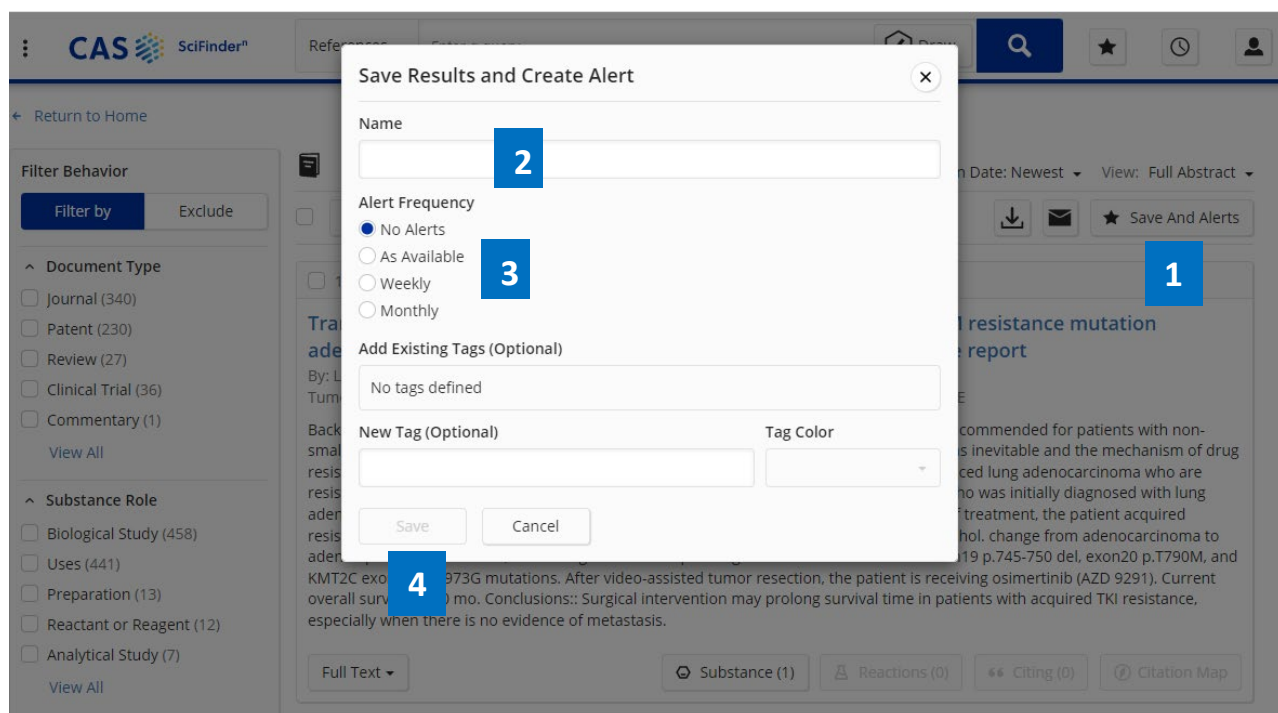 CAS SciFinderⁿ
References
Draw
Return to Home
Save Results and Create Alert
Name
2
Alert Frequency
No Alerts
As Available
Weekly
Monthly
3
Add Existing Tags (Optional)
No tags defined
New Tag (Optional)
Tag Color
Save
Cancel
4
Filter Behavior
Filter by
Exclude
Document Type
Journal (340)
Patent (230)
Review (27)
Clinical Trial (36)
Commentary (1)
View All
Substance Role
Biological Study (458)
Uses (441)
Preparation (13)
Reactant or Reagent (12)
Analytical Study (7)
View All
Date: Newest
View: Full Abstract
Save And Alerts
1
resistance mutation
report
By:
commended for patients with non-
inevitable and the mechanism of drug
lung adenocarcinoma who are
was initially diagnosed with lung
treatment, the patient acquired
change from adenocarcinoma to
p.745-750 del, exon20 p.T790M, and
KMT2C 973G mutations. After video-assisted tumor resection, the patient is receiving osimertinib (AZD 9291). Current
overall mo. Conclusions:: Surgical intervention may prolong survival time in patients with acquired TKI resistance,
especially when there is no evidence of metastasis.
Full Text
Substance (1)
Reactions (0)
Citing (0)
Citation Map